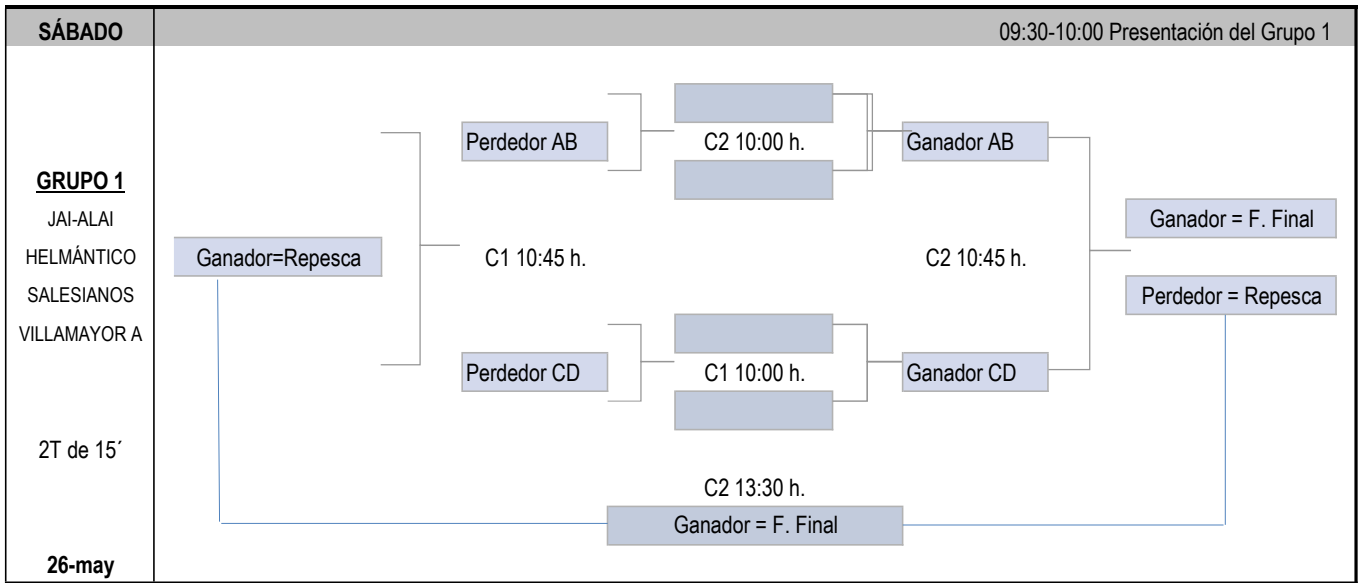 SÁBADO
09:30-10:00 Presentación del Grupo 1
GRUPO 1
JAI-ALAI
HELMÁNTICO
SALESIANOS
VILLAMAYOR A
2T de 15´
26-may
Perdedor AB
C2 10:00 h.
Ganador AB
Ganador=Repesca
C1 10:45 h.
C2 10:45 h.
Ganador = F. Final
Perdedor = Repesca
Perdedor CD
C1 10:00 h.
Ganador CD
C2 13:30 h.
Ganador = F. Final